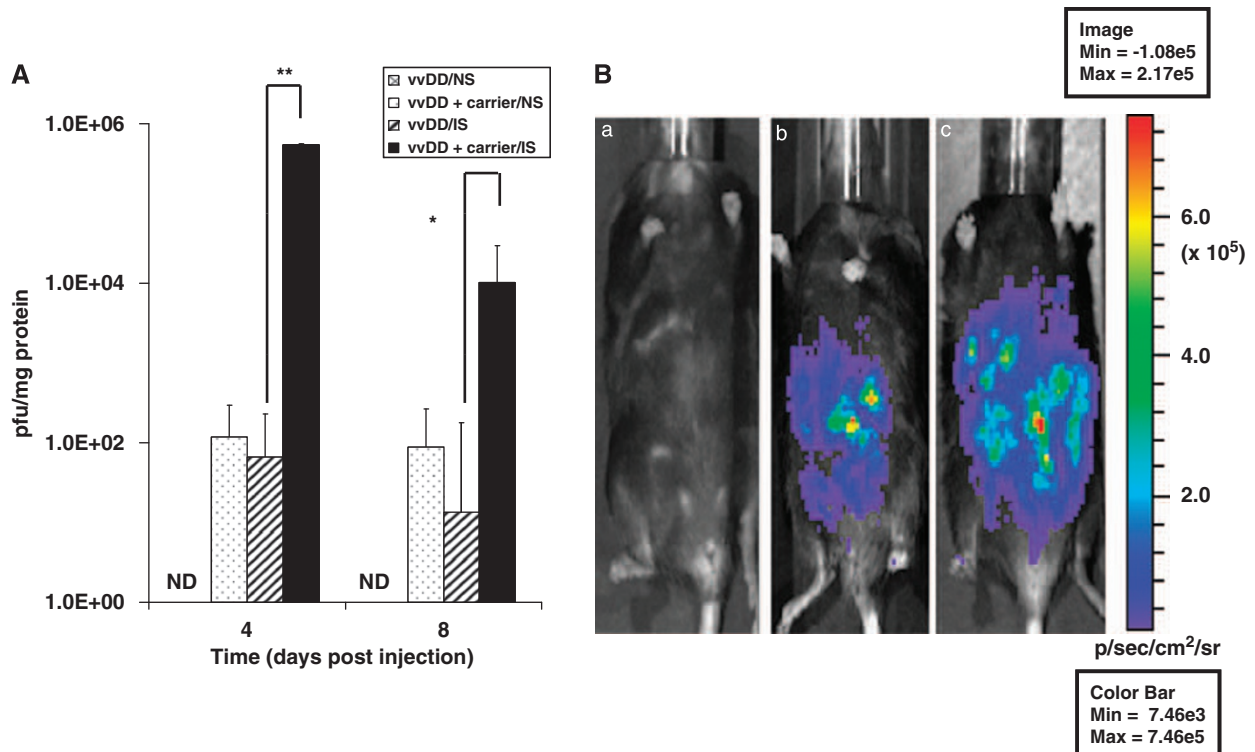 A
**
vvDD/NS
vvDD + carrier/NS
vvDD/IS
vvDD + carrier/IS
*
1.0E+06
1.0E+04
1.0E+02
1.0E+00
pfu/mg protein
ND
ND
4
8
Time (days post injection)
B
Image
Min = -1.08e5
Max = 2.17e5
a
b
c
6.0
(x 10⁵)
4.0
2.0
p/sec/cm²/sr
Color Bar
Min = 7.46e3
Max = 7.46e5